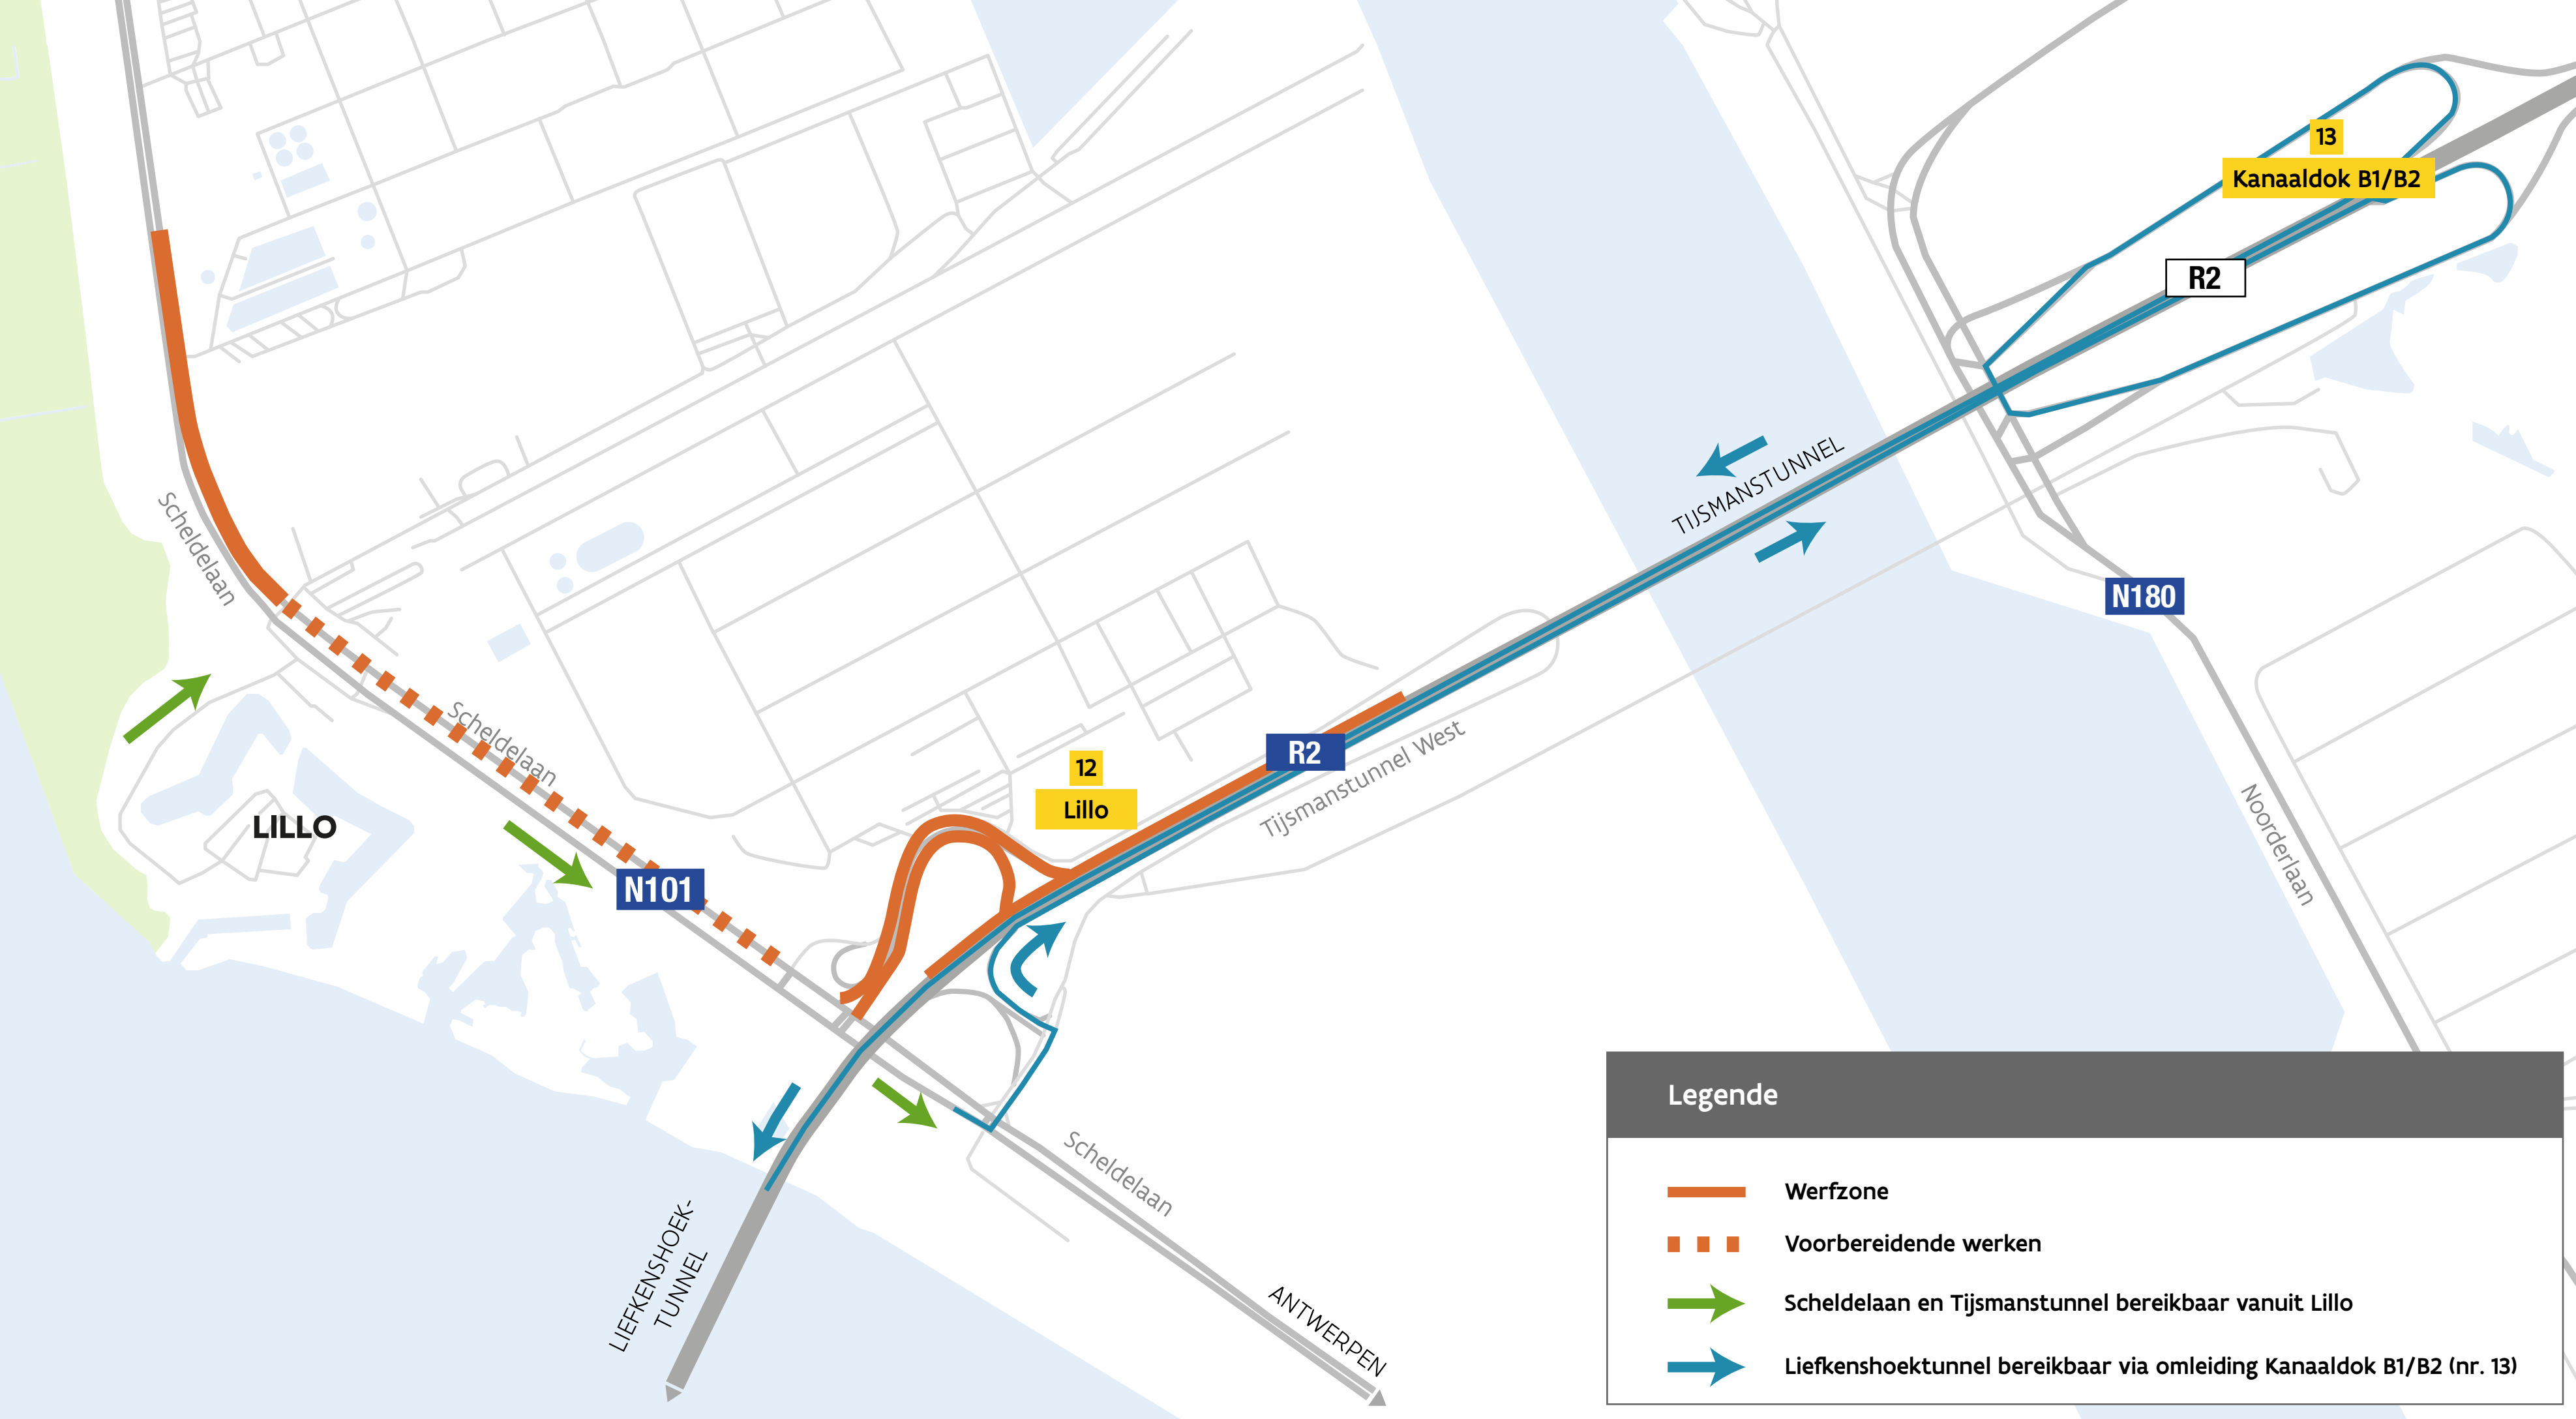 13
Kanaaldok B1/B2
R2
TIJSMANSTUNNEL
Scheldelaan
N180
Scheldelaan
R2
Tijsmanstunnel West
12
Lillo
LILLO
N101
Noorderlaan
Scheldelaan
LIEFKENSHOEK-
TUNNEL
ANTWERPEN
Legende
Werfzone
Voorbereidende werken
Scheldelaan en Tijsmanstunnel bereikbaar vanuit Lillo
Liefkenshoektunnel bereikbaar via omleiding Kanaaldok B1/B2 (nr. 13)